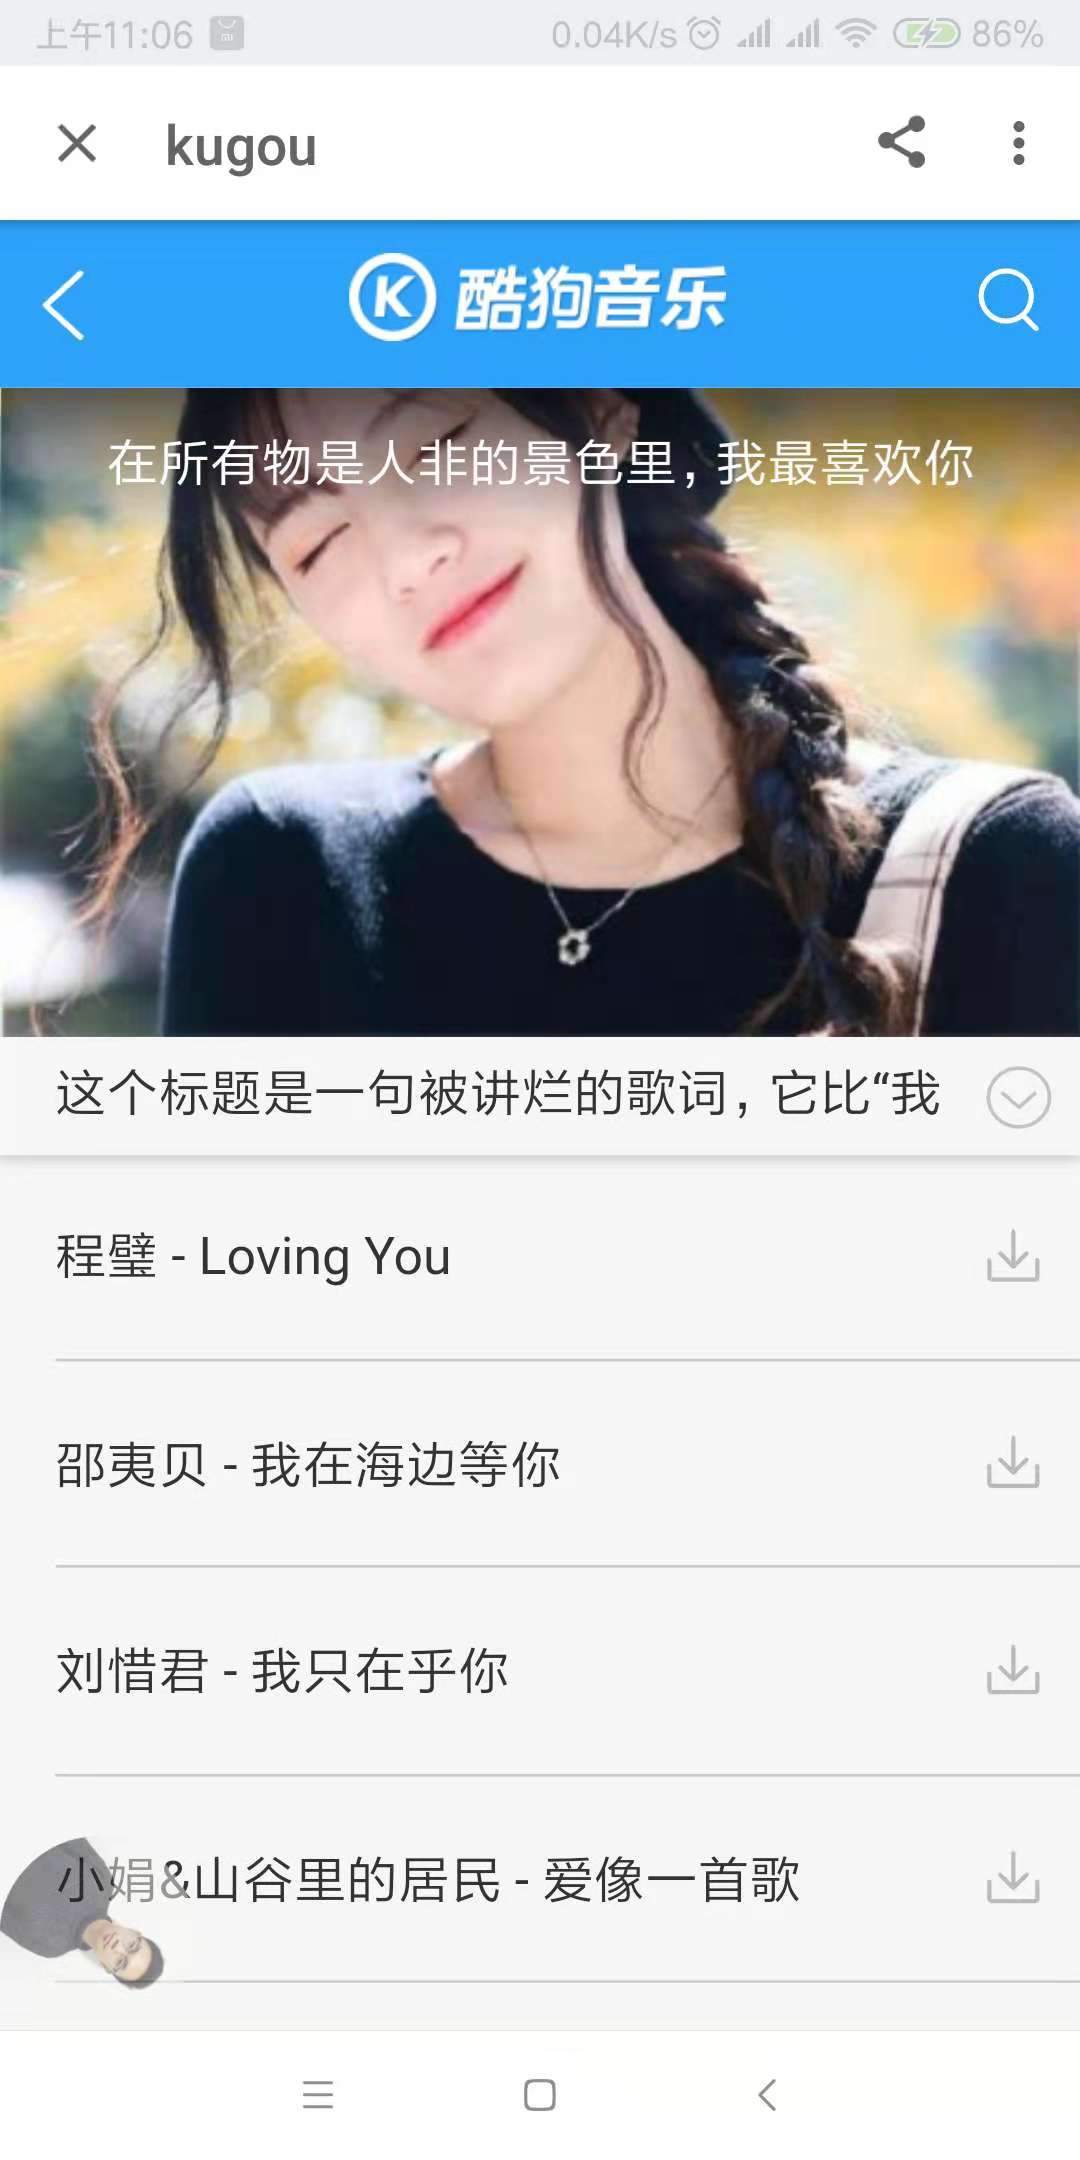 上午11:06 0.04K/s 86%
kugou
酷狗音乐
在所有物是人非的景色里，我最喜欢你
这个标题是一句被讲烂的歌词，它比“我
程璧 - Loving You
邵夷贝 - 我在海边等你
刘惜君 - 我只在乎你
小娟&山谷里的居民 - 爱像一首歌